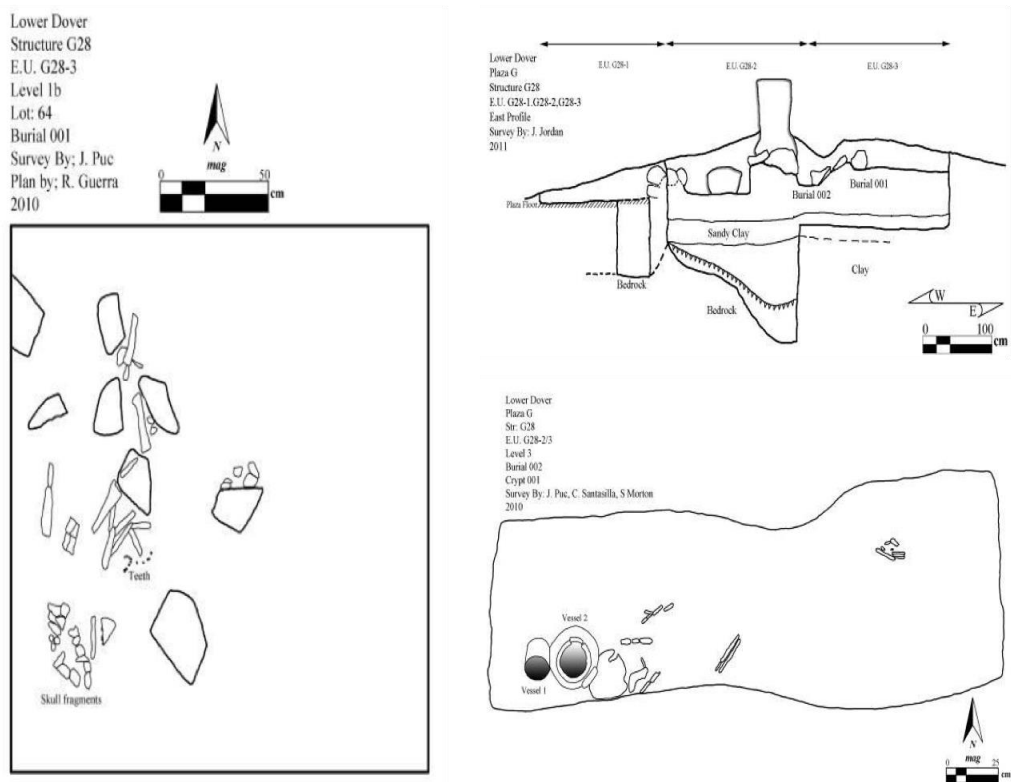 Lower Dover
Structure G28
E.U. G28-3
Level 1b
Lot: 64
Burial 001
Survey By; J. Puc
Plan by; R. Guerra
2010
N
mag
0 50
cm
Teeth
Skull fragments
E.U. G28-1 E.U. G28-2 E.U. G28-3
Lower Dover
Plaza G
Structure G28
E.U. G28-1.G28-2,G28-3
East Profile
Survey By: J. Jordan
2011
Burial 001
Burial 002
Plaza Floor
Sandy Clay
Clay
Bedrock
Bedrock
W
E
0 100
cm
Lower Dover
Plaza G
Str: G28
E.U. G28-2/3
Level 3
Burial 002
Crypt 001
Survey By: J. Puc, C. Santasilla, S Morton
2010
Vessel 2
Vessel 1
N
mag
0 25
cm